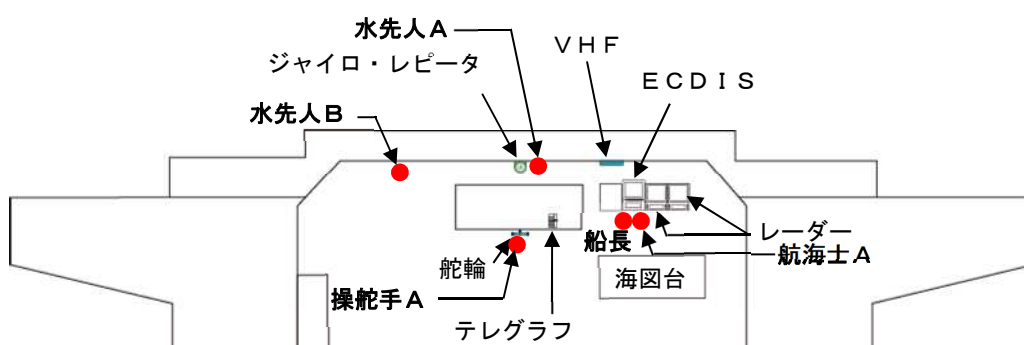 水先人A
ジャイロ・レピータ
VHF
ECDIS
水先人B
船長
レーダー
航海士A
舵輪
海図台
操舵手A
テレグラフ